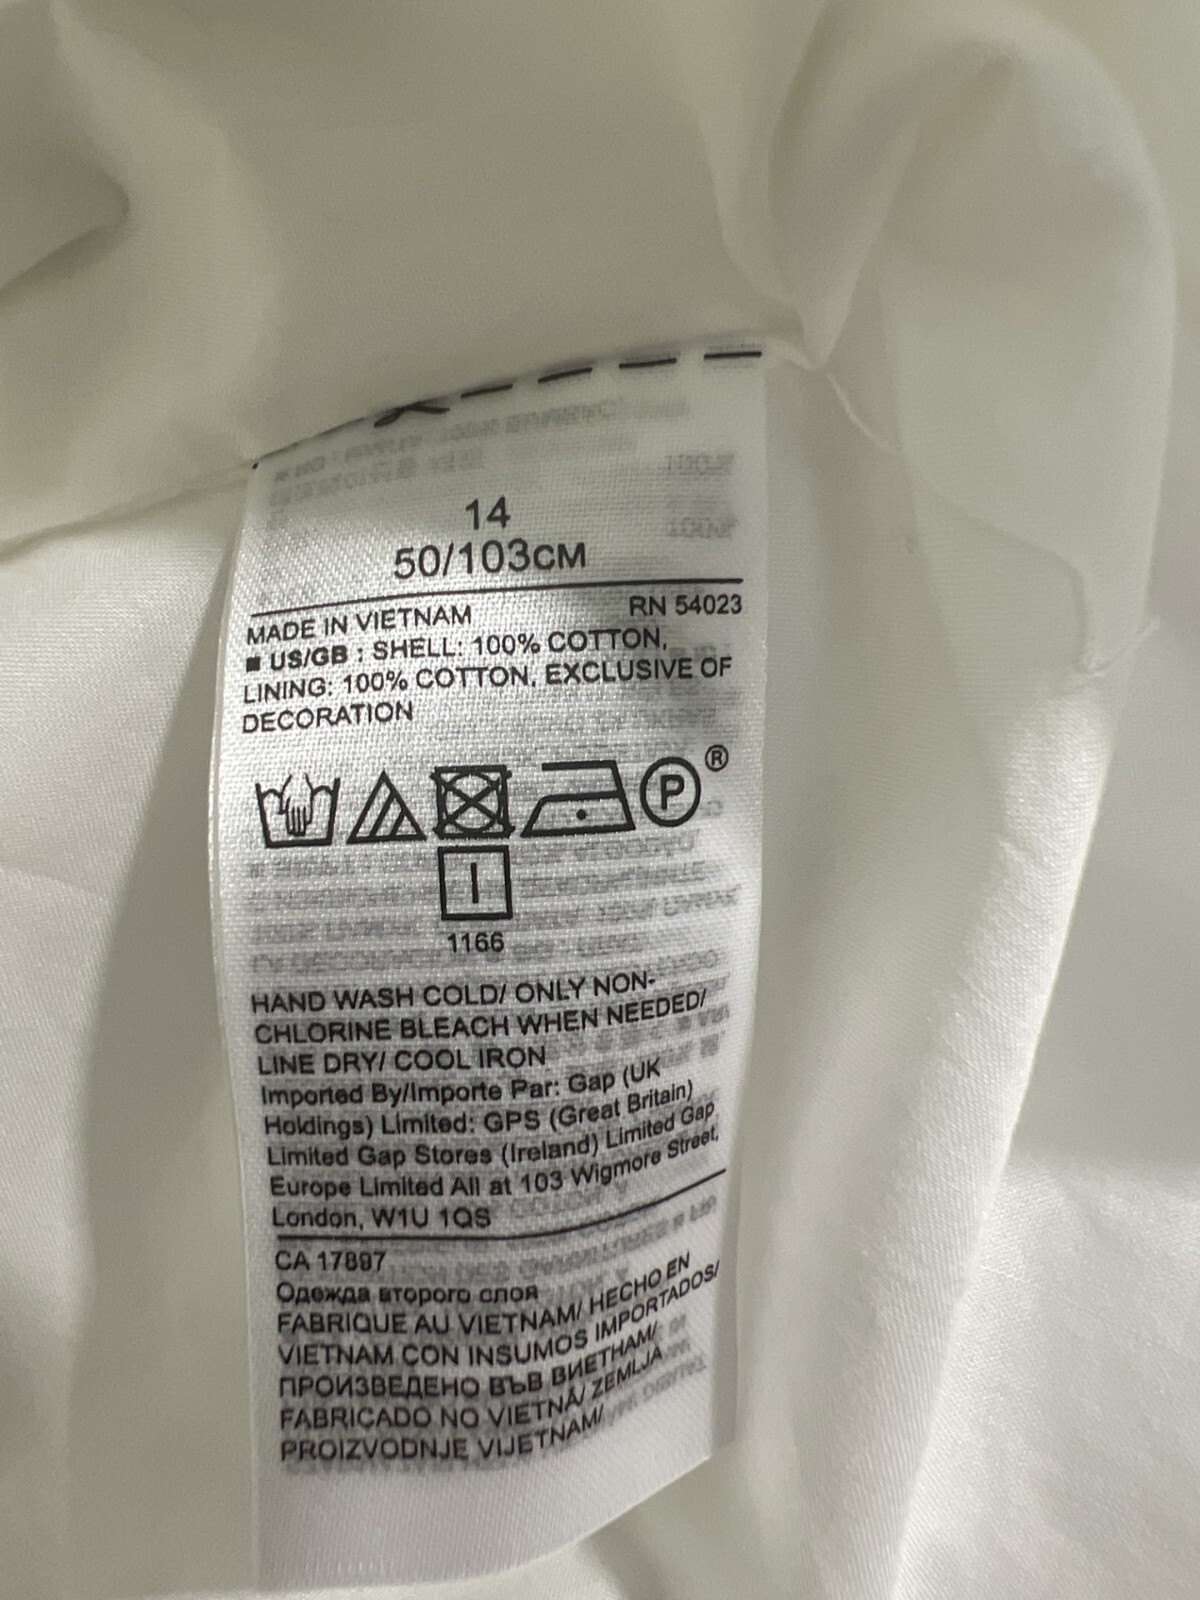 14
50/103CM
MADE IN VIETNAM RN 54023
■ US/GB : SHELL: 100% COTTON,
LINING: 100% COTTON, EXCLUSIVE OF
DECORATION
P ®
1166
HAND WASH COLD/ ONLY NON-
CHLORINE BLEACH WHEN NEEDED/
LINE DRY/ COOL IRON
Imported By/Importe Par: Gap (UK
Holdings) Limited: GPS (Great Britain)
Limited Gap Stores (Ireland) Limited Gap
Europe Limited All at 103 Wigmore Street,
London, W1U 1QS
CA 17897
Одежда второго слоя
FABRIQUE AU VIETNAM/ HECHO EN
VIETNAM CON INSUMOS IMPORTADOS/
ПРОИЗВЕДЕНО ВЪВ ВИЕТНАМ/
FABRICADO NO VIETNÃ/ ZEMLJA
PROIZVODNJE VIJETNAM/